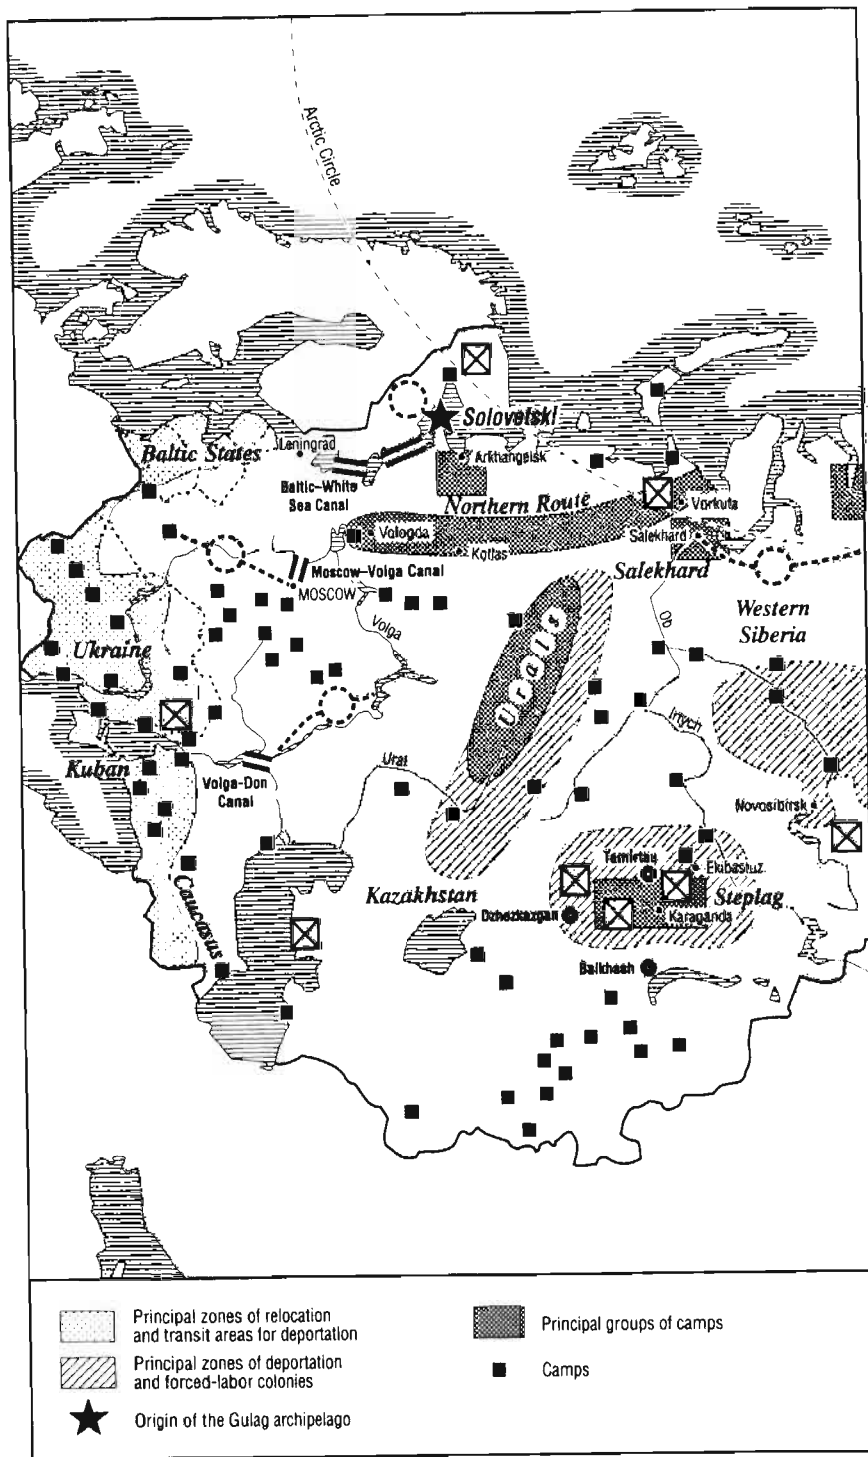 Arctic Circle
Solovetski
Leningrad
Baltic States
Arkhangelsk
Baltic–White
Sea Canal
Northern Route
Vorkuta
Vologda
Salekhard
Kotlas
Moscow-Volga Canal
Salekhard
MOSCOW
Western
Siberia
Ob
Volga
Ukraine
Urals
Irtych
Kuban
Ural
Volga-Don
Canal
Novosibirsk
Temirtau
Ekibastuz
Kazakhstan
Steplag
Dzhezkazgan
Karaganda
Caucasus
Balkhash
Principal zones of relocation
and transit areas for deportation
Principal groups of camps
Principal zones of deportation
and forced-labor colonies
Camps
Origin of the Gulag archipelago